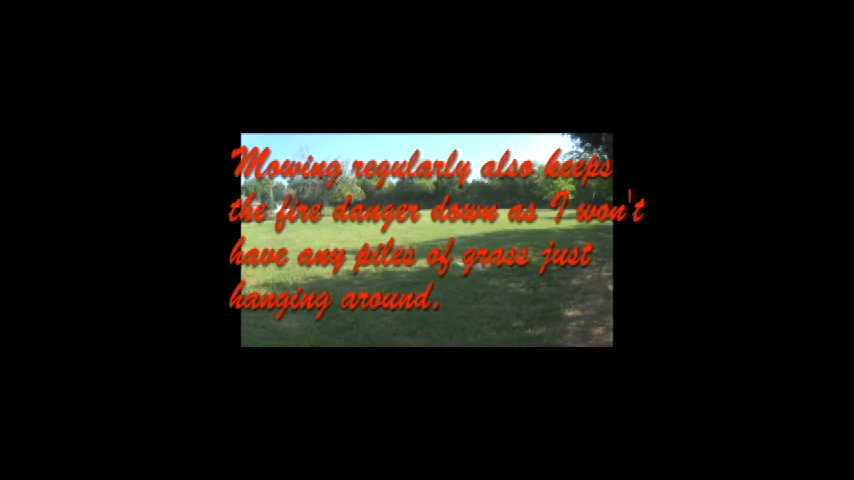 Mowing regularly also keeps
the fire danger down as I won't
have any piles of grass just
hanging around.